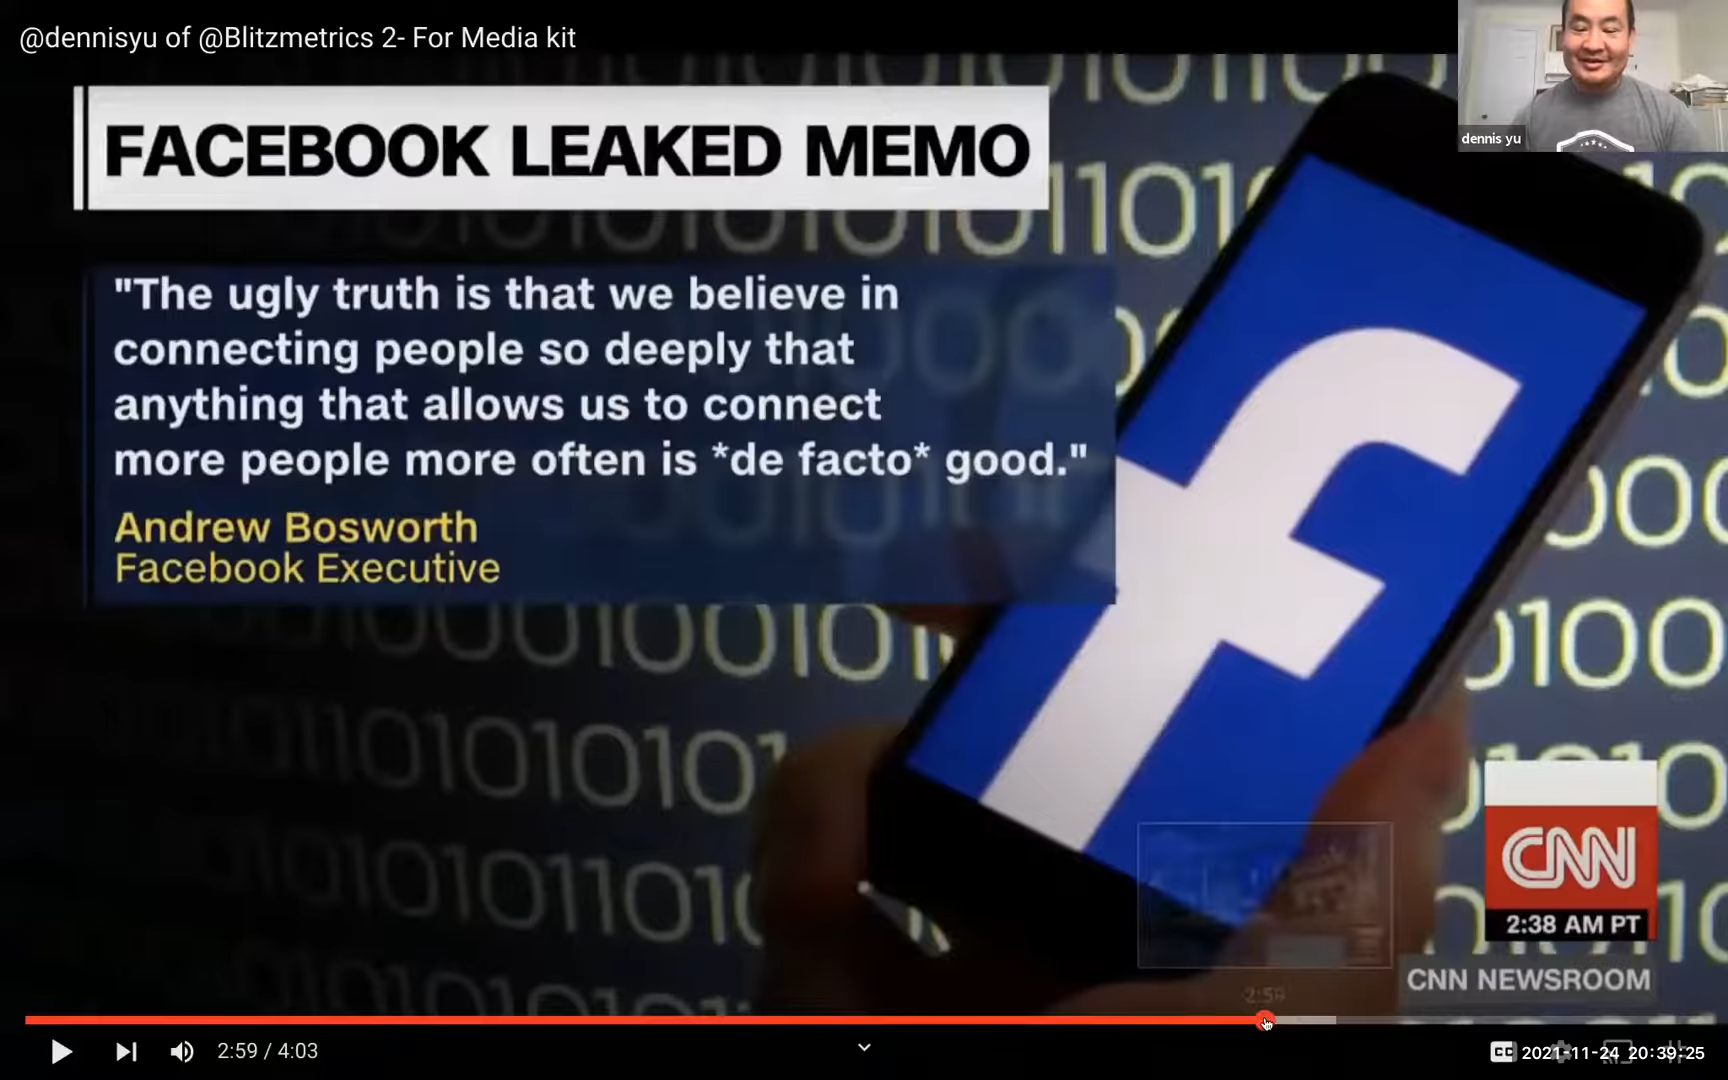 @dennisyu of @Blitzmetrics 2- For Media kit
dennis yu
FACEBOOK LEAKED MEMO
"The ugly truth is that we believe in
connecting people so deeply that
anything that allows us to connect
more people more often is *de facto* good."
Andrew Bosworth
Facebook Executive
CNN
2:38 AM PT
CNN NEWSROOM
2:59
2:59 / 4:03
CC
2021-11-24 20:39:25